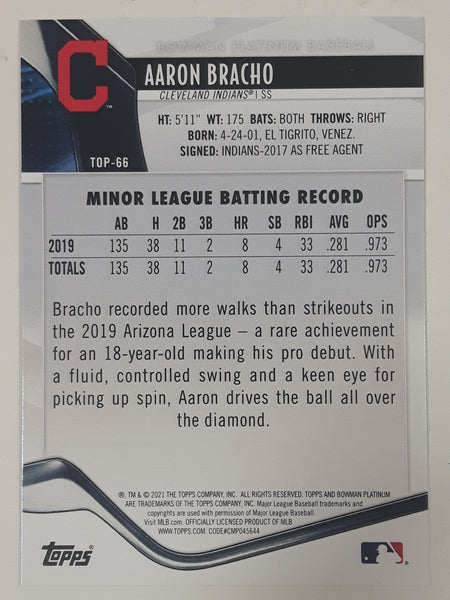 BOWMAN PLATINUM BASEBALL
C
AARON BRACHO
CLEVELAND INDIANS | SS
HT: 5'11" WT: 175 BATS: BOTH THROWS: RIGHT
BORN: 4-24-01, EL TIGRITO, VENEZ.
SIGNED: INDIANS-2017 AS FREE AGENT
TOP-66
MINOR LEAGUE BATTING RECORD
AB H 2B 3B HR SB RBI AVG OPS
2019 135 38 11 2 8 4 33 .281 .973
TOTALS 135 38 11 2 8 4 33 .281 .973
Bracho recorded more walks than strikeouts in
the 2019 Arizona League – a rare achievement
for an 18-year-old making his pro debut. With
a fluid, controlled swing and a keen eye for
picking up spin, Aaron drives the ball all over
the diamond.
®, TM & © 2021 THE TOPPS COMPANY, INC. ALL RIGHTS RESERVED. TOPPS AND BOWMAN PLATINUM
ARE TRADEMARKS OF THE TOPPS COMPANY, INC. Major League Baseball trademarks and
copyrights are used with permission of Major League Baseball.
Visit MLB.com. OFFICIALLY LICENSED PRODUCT OF MLB
WWW.TOPPS.COM. CODE#CMP045644
TOPPS